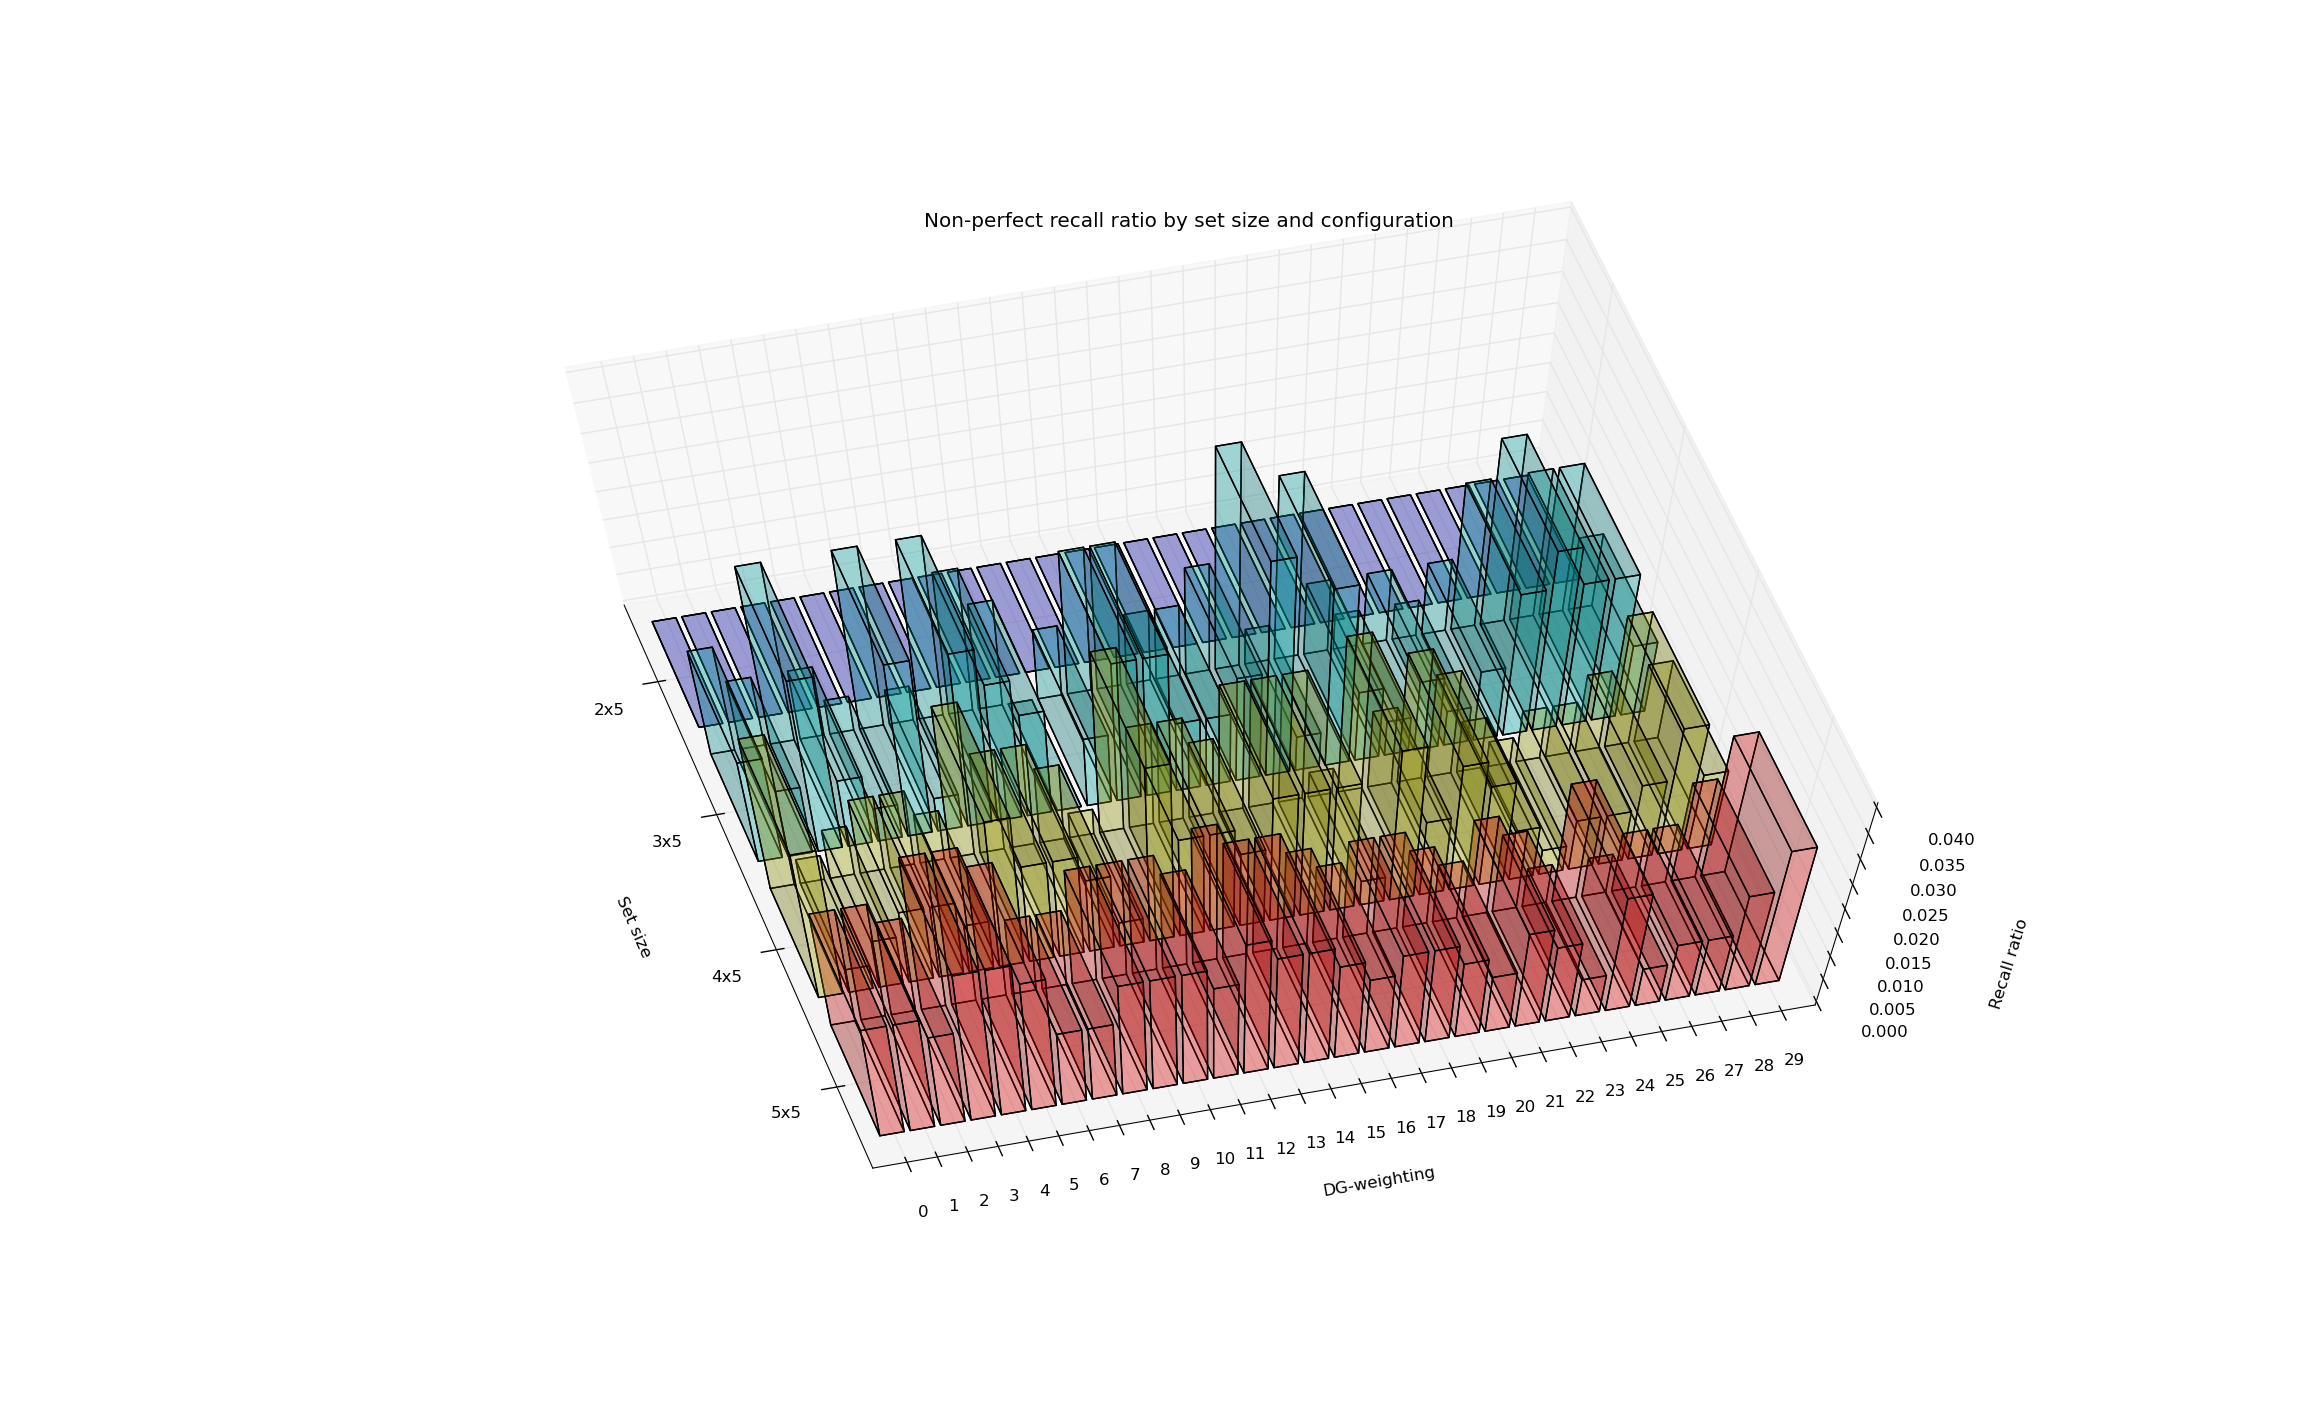 Non-perfect recall ratio by set size and configuration
2x5
3x5
4x5
5x5
Set size
0 1 2 3 4 5 6 7 8 9 10 11 12 13 14 15 16 17 18 19 20 21 22 23 24 25 26 27 28 29
DG-weighting
0.040
0.035
0.030
0.025
0.020
0.015
0.010
0.005
0.000
Recall ratio